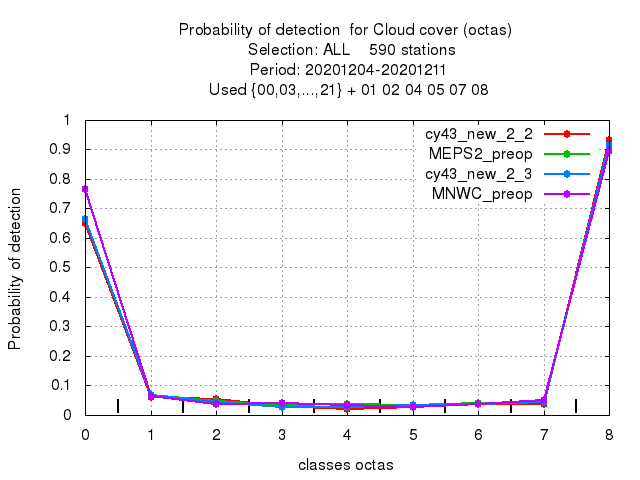 Probability of detection  for Cloud cover (octas)
Selection: ALL    590 stations
Period: 20201204-20201211
Used {00,03,...,21} + 01 02 04 05 07 08
cy43_new_2_2
MEPS2_preop
cy43_new_2_3
MNWC_preop
Probability of detection
1
0.9
0.8
0.7
0.6
0.5
0.4
0.3
0.2
0.1
0
0 1 2 3 4 5 6 7 8
classes octas